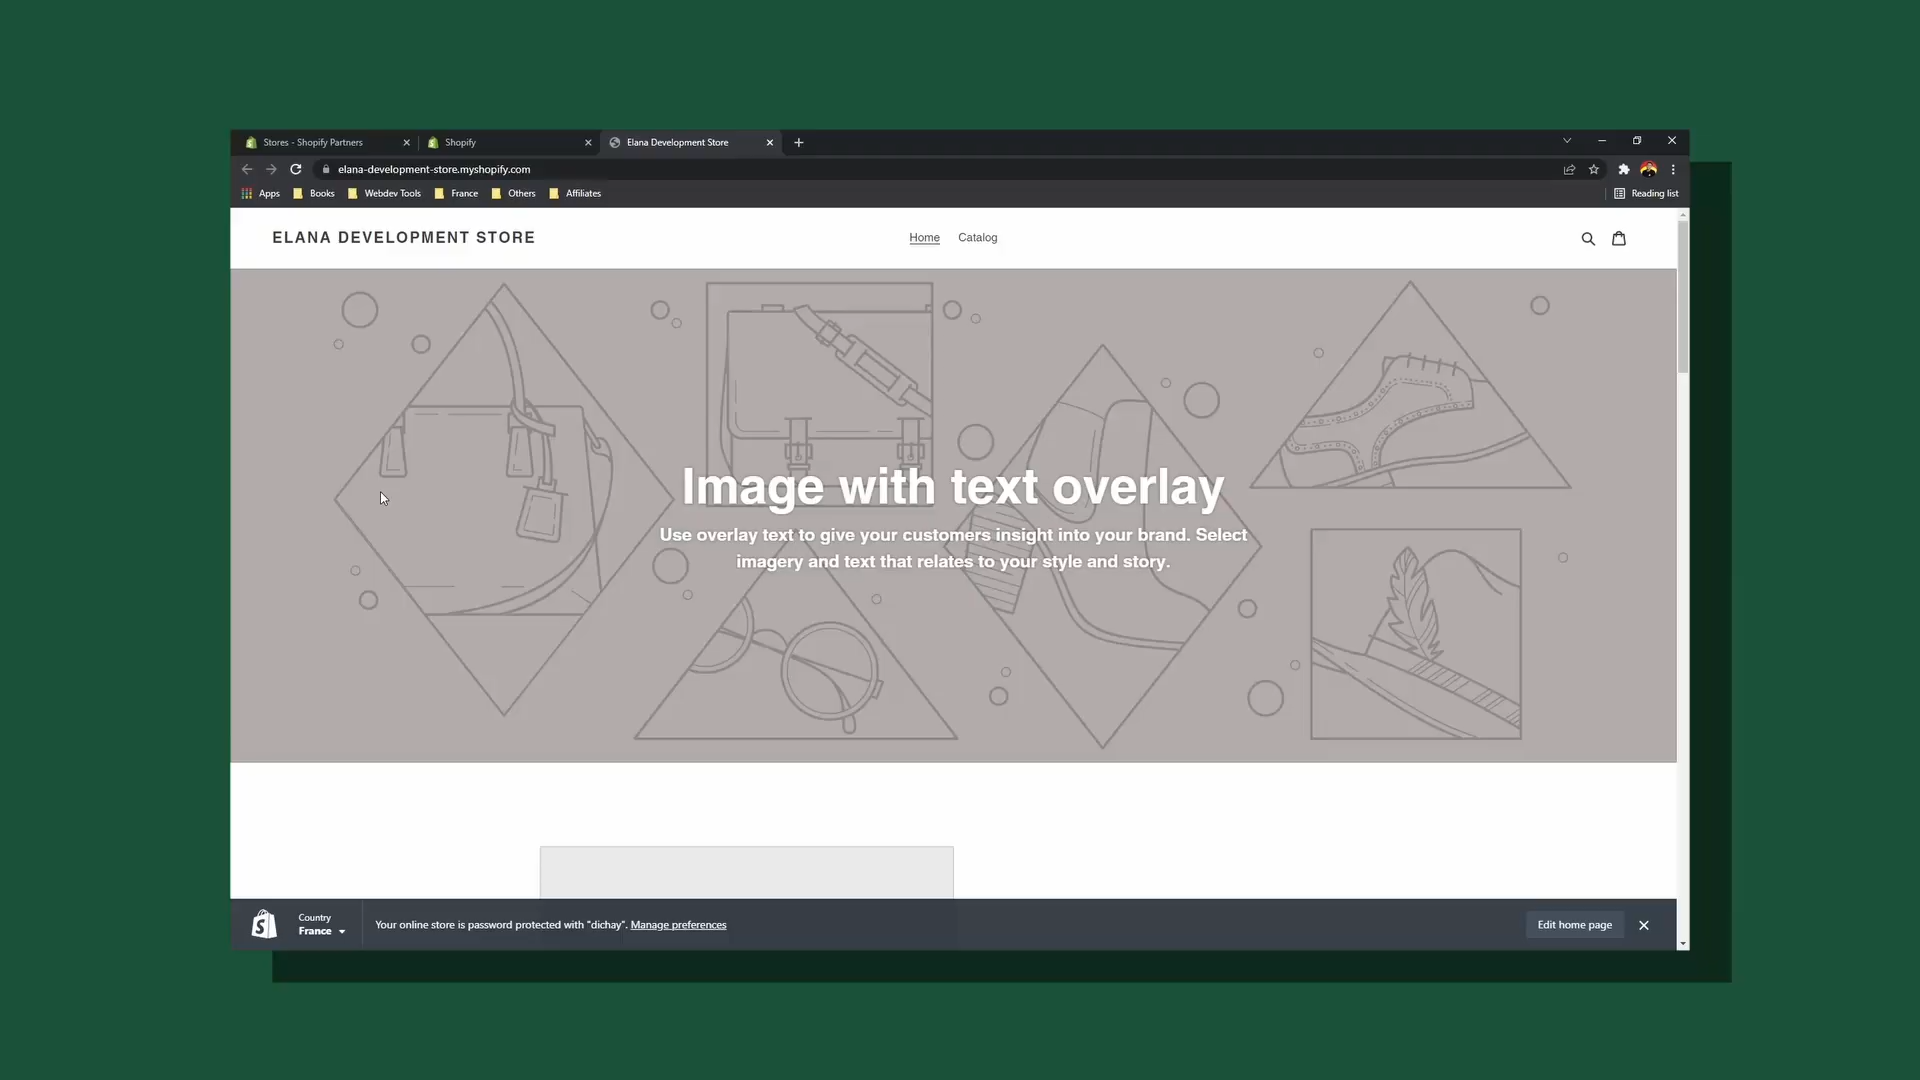 Stores - Shopify Partners
Shopify
Elana Development Store
elana-development-store.myshopify.com
Apps
Books
Webdev Tools
France
Others
Affiliates
Reading list
ELANA DEVELOPMENT STORE
Home
Catalog
Image with text overlay
Use overlay text to give your customers insight into your brand. Select
imagery and text that relates to your style and story.
Country
France
Your online store is password protected with "dichay". Manage preferences
Edit home page